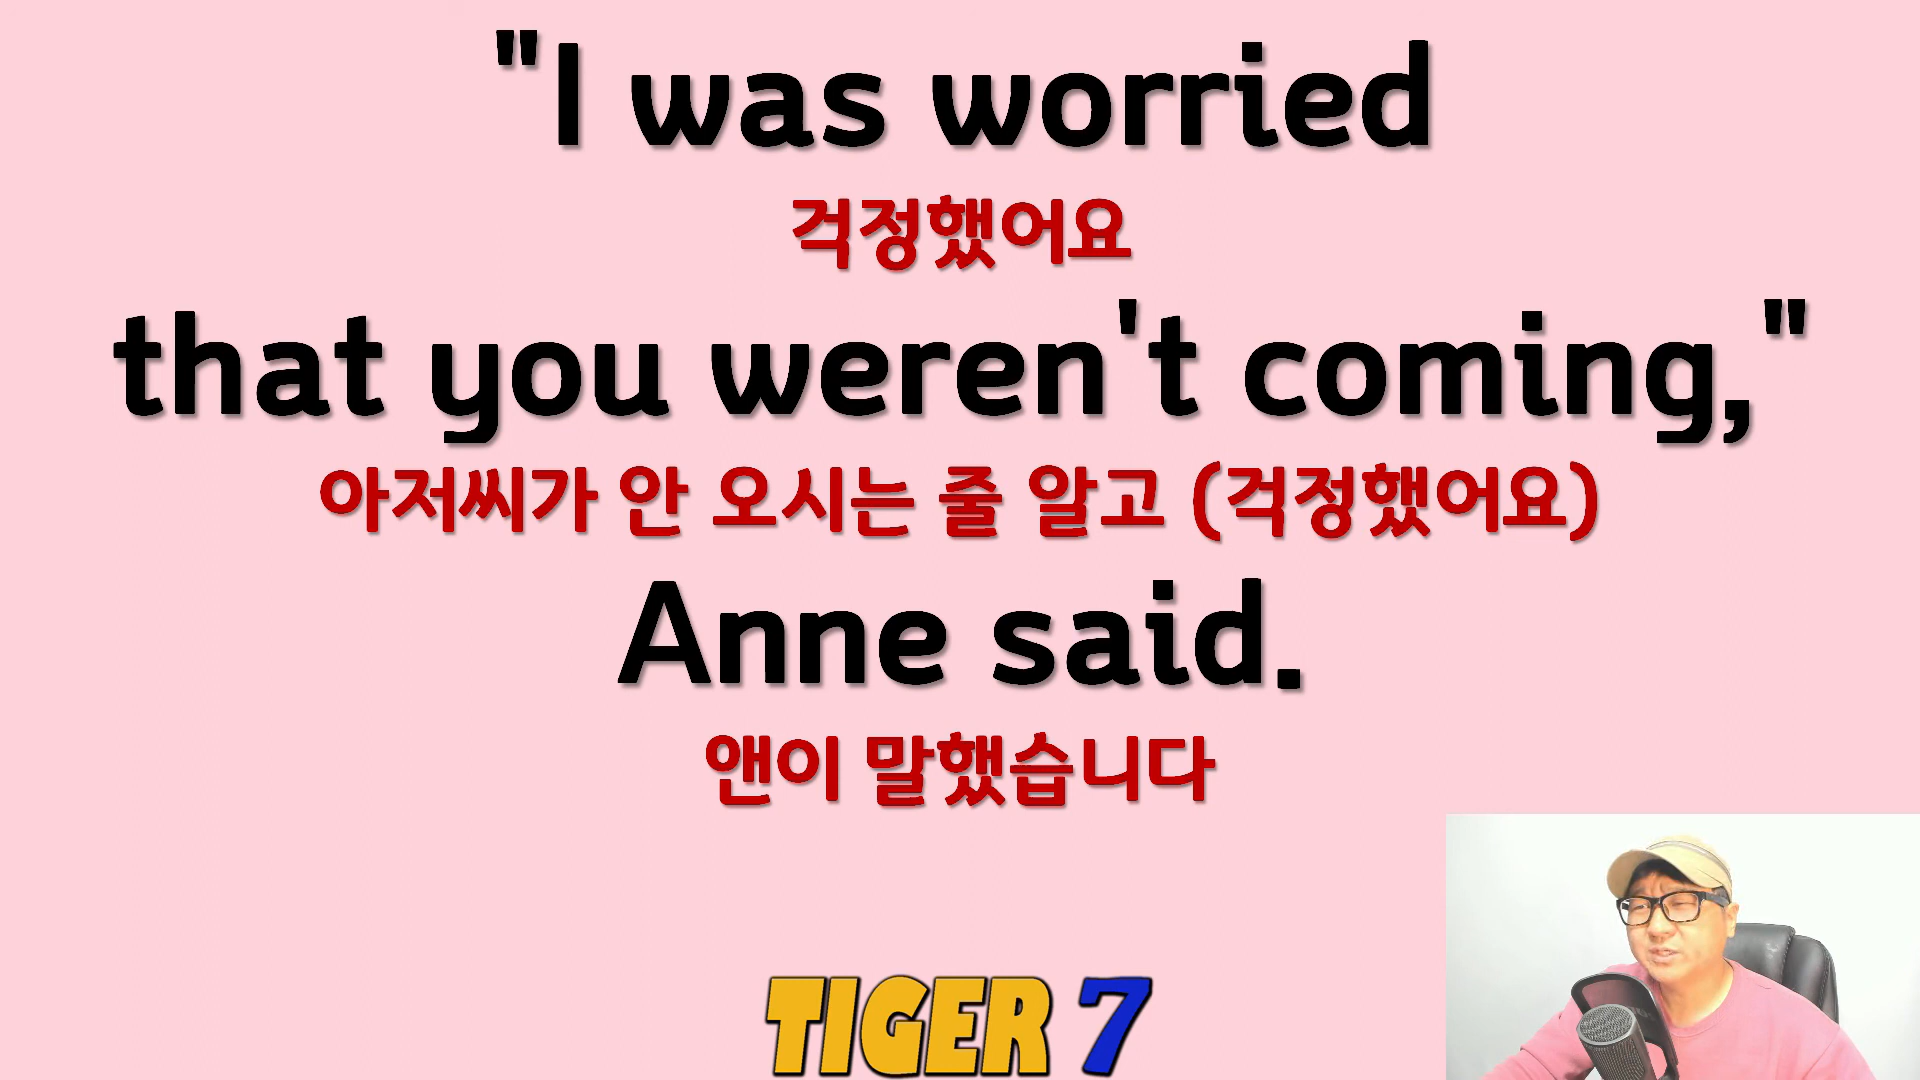 "I was worried
걱정했어요
that you weren't coming,"
아저씨가 안 오시는 줄 알고 (걱정했어요)
Anne said.
앤이 말했습니다
TIGER 7